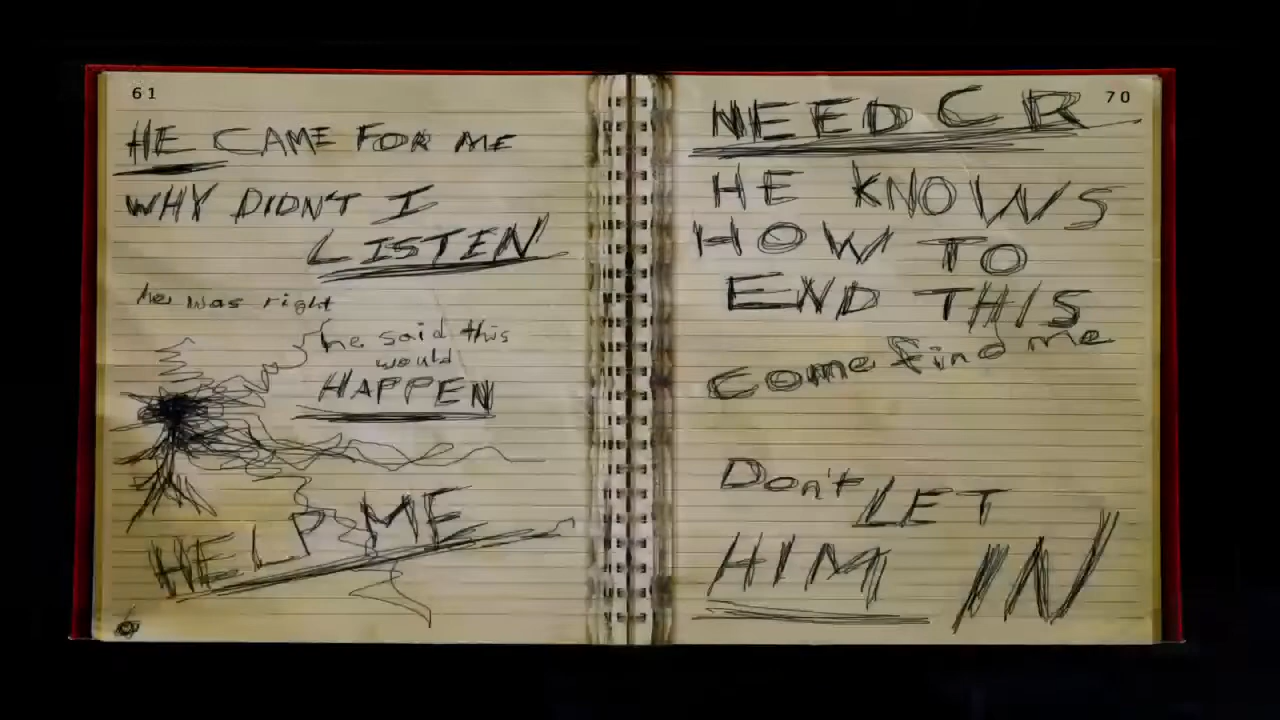 61
HE CAME FOR ME
WHY DIDN'T I
LISTEN
he was right
he said this
would
HAPPEN
HELP ME
70
NEED CR
HE KNOWS
HOW TO
END THIS
come find me
Don't LET
HIM IN